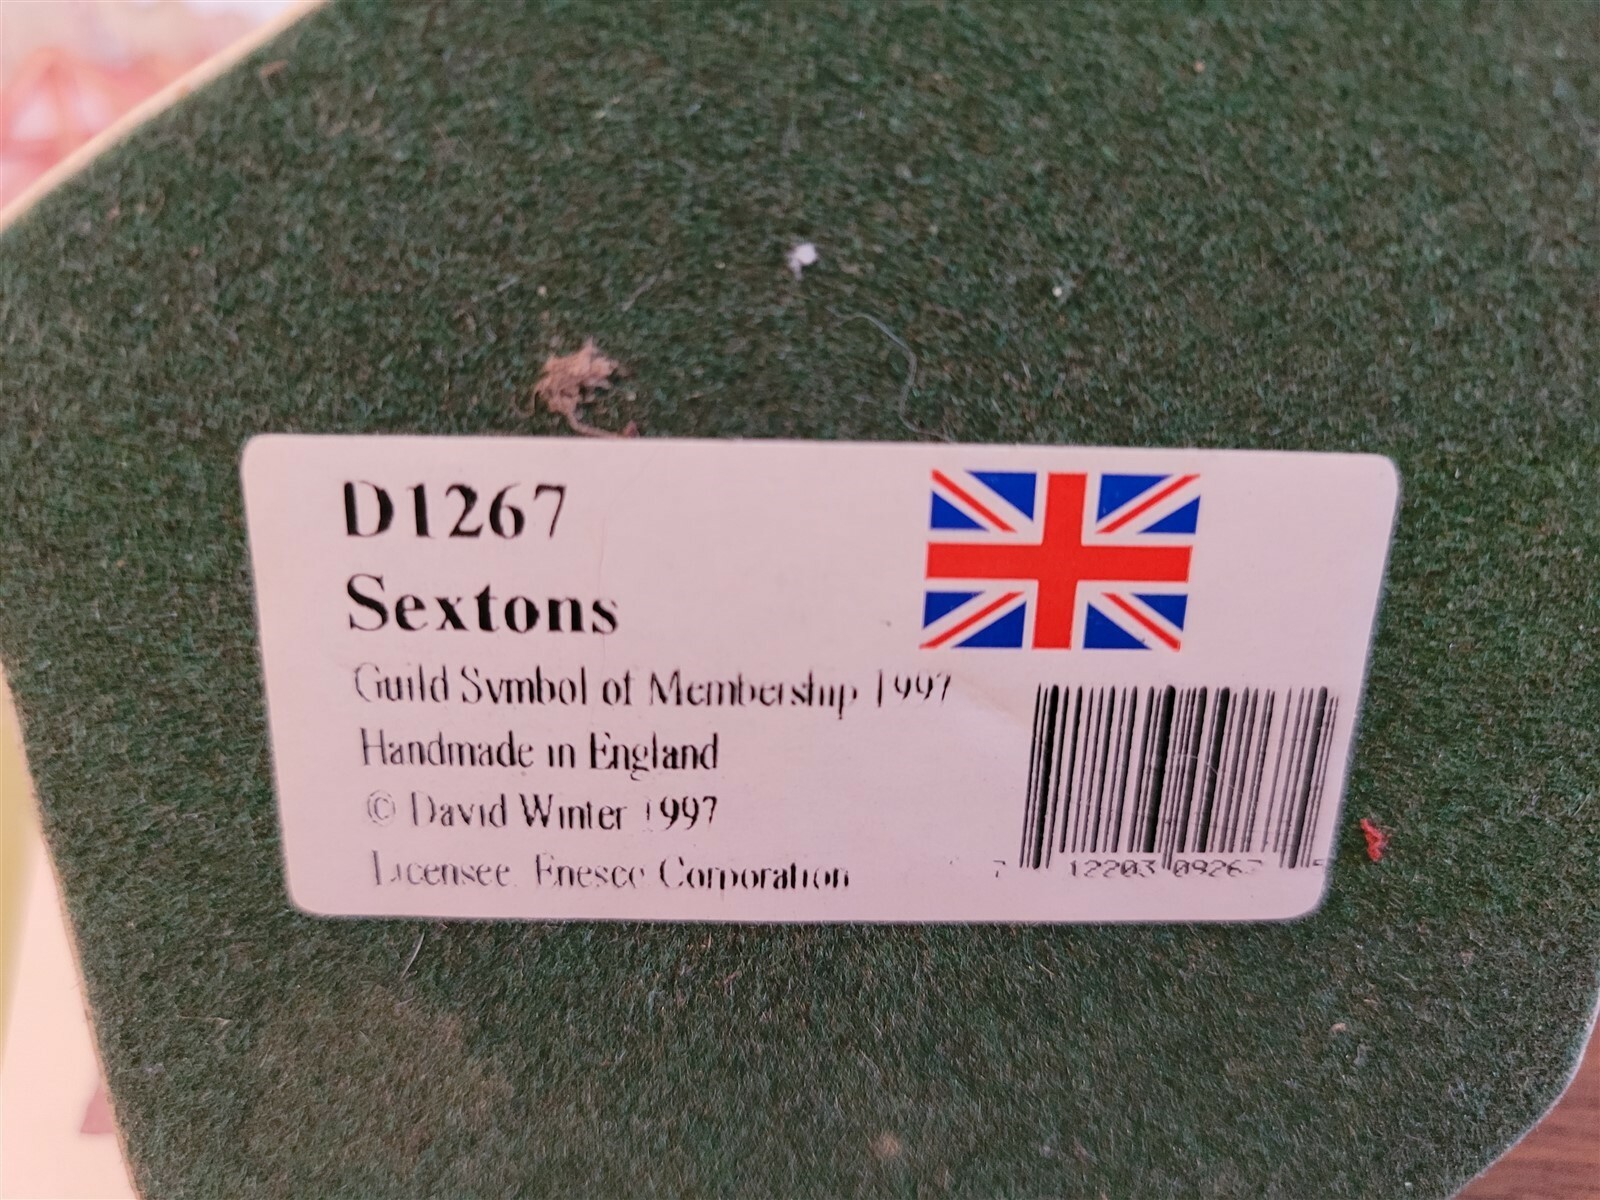 D1267
Sextons
Guild Symbol of Membership 1997
Handmade in England
© David Winter 1997
Licensee. Enesco Corporation
7 12203 09267 5